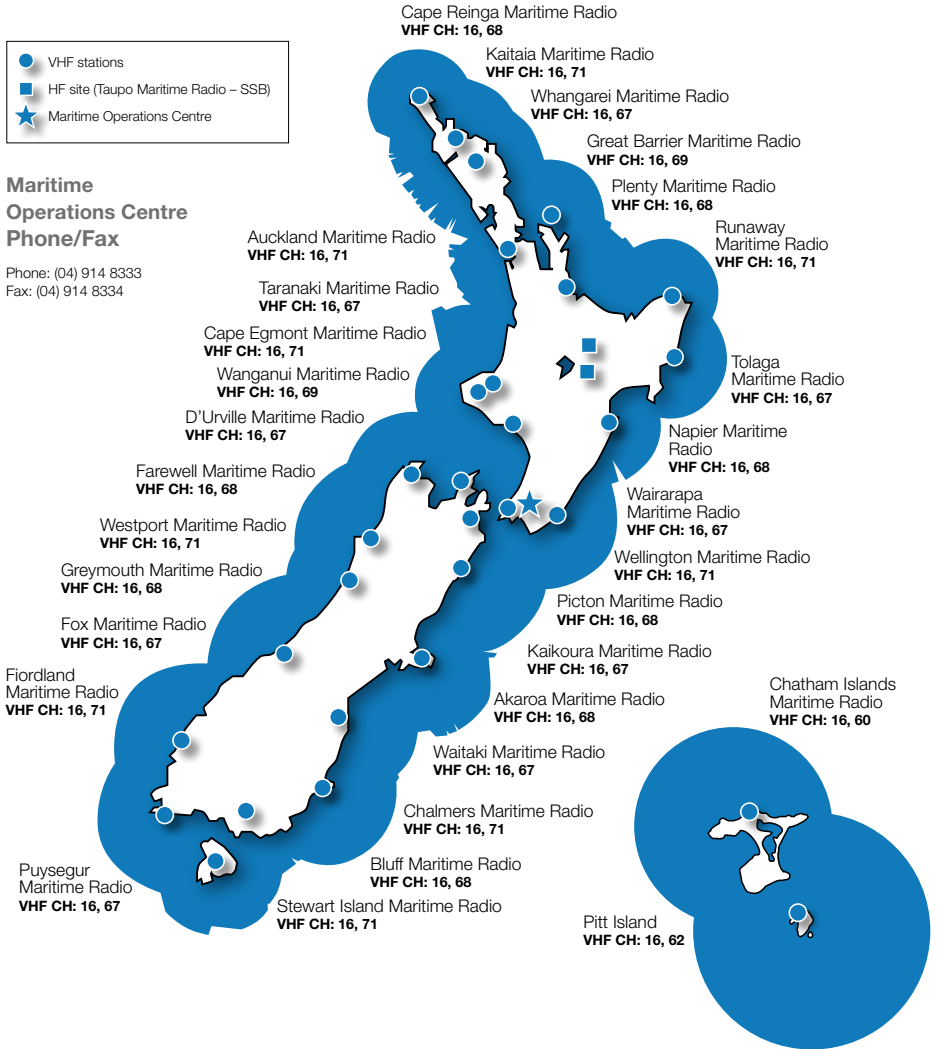 Cape Reinga Maritime Radio
VHF CH: 16, 68
Kaitaia Maritime Radio
VHF CH: 16, 71
Whangarei Maritime Radio
VHF CH: 16, 67
Great Barrier Maritime Radio
VHF CH: 16, 69
Plenty Maritime Radio
VHF CH: 16, 68
Runaway
Maritime Radio
VHF CH: 16, 71
VHF stations
HF site (Taupo Maritime Radio – SSB)
Maritime Operations Centre
Maritime
Operations Centre
Phone/Fax
Phone: (04) 914 8333
Fax: (04) 914 8334
Auckland Maritime Radio
VHF CH: 16, 71
Taranaki Maritime Radio
VHF CH: 16, 67
Cape Egmont Maritime Radio
VHF CH: 16, 71
Wanganui Maritime Radio
VHF CH: 16, 69
D'Urville Maritime Radio
VHF CH: 16, 67
Farewell Maritime Radio
VHF CH: 16, 68
Westport Maritime Radio
VHF CH: 16, 71
Greymouth Maritime Radio
VHF CH: 16, 68
Fox Maritime Radio
VHF CH: 16, 67
Fiordland
Maritime Radio
VHF CH: 16, 71
Puysegur
Maritime Radio
VHF CH: 16, 67
Tolaga
Maritime Radio
VHF CH: 16, 67
Napier Maritime
Radio
VHF CH: 16, 68
Wairarapa
Maritime Radio
VHF CH: 16, 67
Wellington Maritime Radio
VHF CH: 16, 71
Picton Maritime Radio
VHF CH: 16, 68
Kaikoura Maritime Radio
VHF CH: 16, 67
Akaroa Maritime Radio
VHF CH: 16, 68
Waitaki Maritime Radio
VHF CH: 16, 67
Chalmers Maritime Radio
VHF CH: 16, 71
Bluff Maritime Radio
VHF CH: 16, 68
Stewart Island Maritime Radio
VHF CH: 16, 71
Chatham Islands
Maritime Radio
VHF CH: 16, 60
Pitt Island
VHF CH: 16, 62